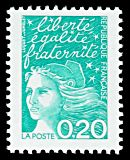 Liberté
égalité
fraternité
RÉPUBLIQUE FRANÇAISE
LA POSTE
0,20